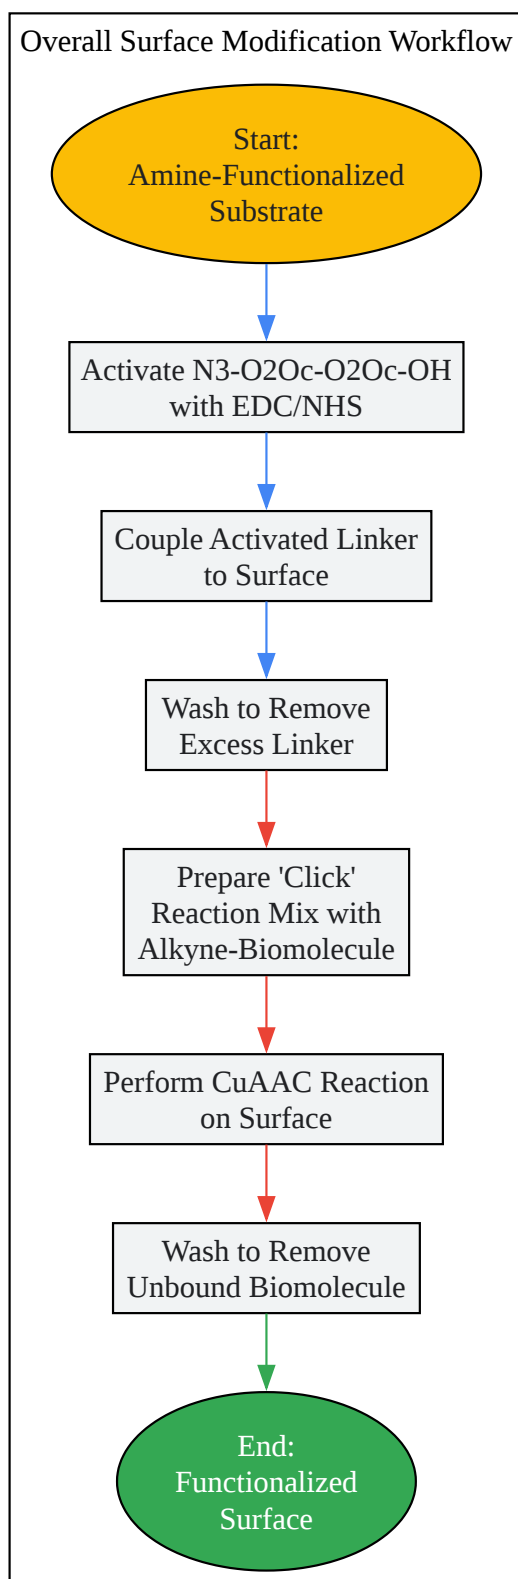 Overall Surface Modification Workflow
Start:
Amine-Functionalized
Substrate
Activate N3-O2Oc-O2Oc-OH
with EDC/NHS
Couple Activated Linker
to Surface
Wash to Remove
Excess Linker
Prepare 'Click'
Reaction Mix with
Alkyne-Biomolecule
Perform CuAAC Reaction
on Surface
Wash to Remove
Unbound Biomolecule
End:
Functionalized
Surface